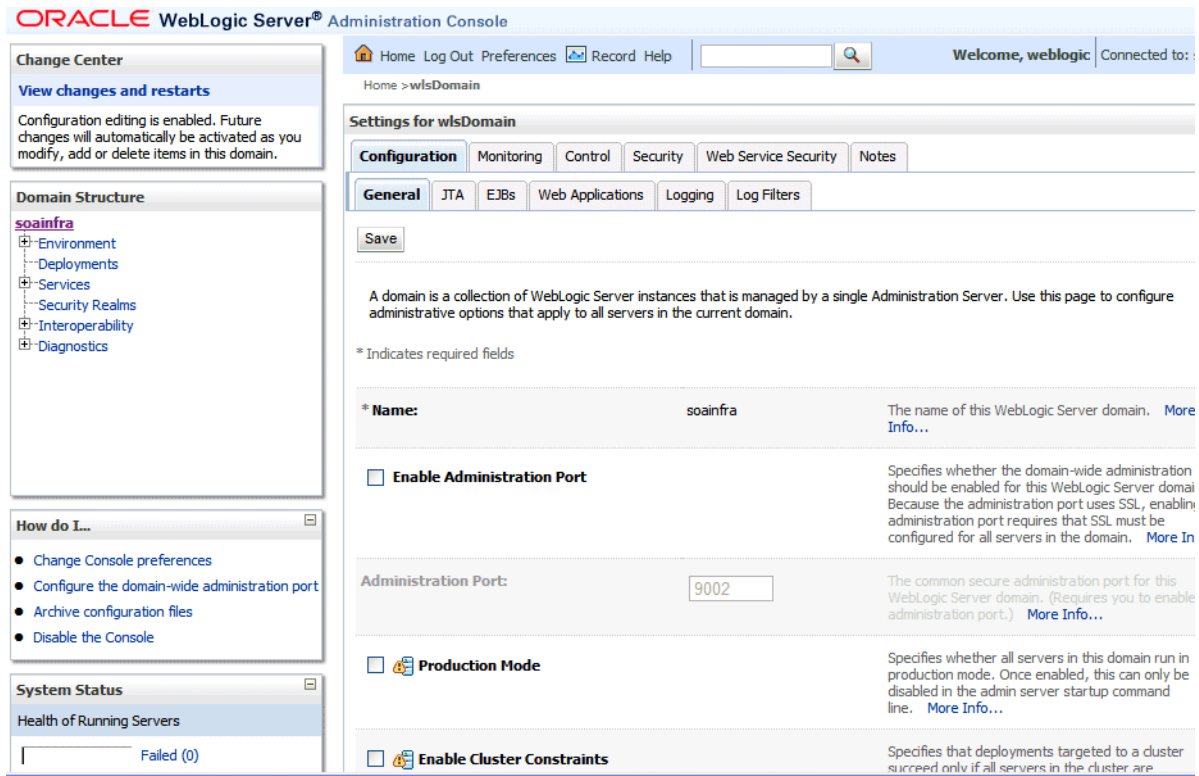 ORACLE WebLogic Server® Administration Console
Change Center
View changes and restarts
Configuration editing is enabled. Future
changes will automatically be activated as you
modify, add or delete items in this domain.
Domain Structure
soainfra
Environment
Deployments
Services
Security Realms
Interoperability
Diagnostics
How do I...
Change Console preferences
Configure the domain-wide administration port
Archive configuration files
Disable the Console
System Status
Health of Running Servers
Failed (0)
Home Log Out Preferences Record Help
Welcome, weblogic Connected to:
Home >wlsDomain
Settings for wlsDomain
Configuration Monitoring Control Security Web Service Security Notes
General JTA EJBs Web Applications Logging Log Filters
Save
A domain is a collection of WebLogic Server instances that is managed by a single Administration Server. Use this page to configure
administrative options that apply to all servers in the current domain.
* Indicates required fields
* Name: soainfra
The name of this WebLogic Server domain. More
Info...
Enable Administration Port
Specifies whether the domain-wide administration
should be enabled for this WebLogic Server
Because the administration port uses SSL,
administration port requires that SSL must be
configured for all servers in the domain. More
Administration Port: 9002
The common secure administration port for this
WebLogic Server domain. (Requires you to enable
administration port.) More Info...
Production Mode
Specifies whether all servers in this domain run in
production mode. Once enabled, this can only be
disabled in the admin server startup command
line. More Info...
Enable Cluster Constraints
Specifies that deployments targeted to a cluster
succeed only if all servers in the cluster are